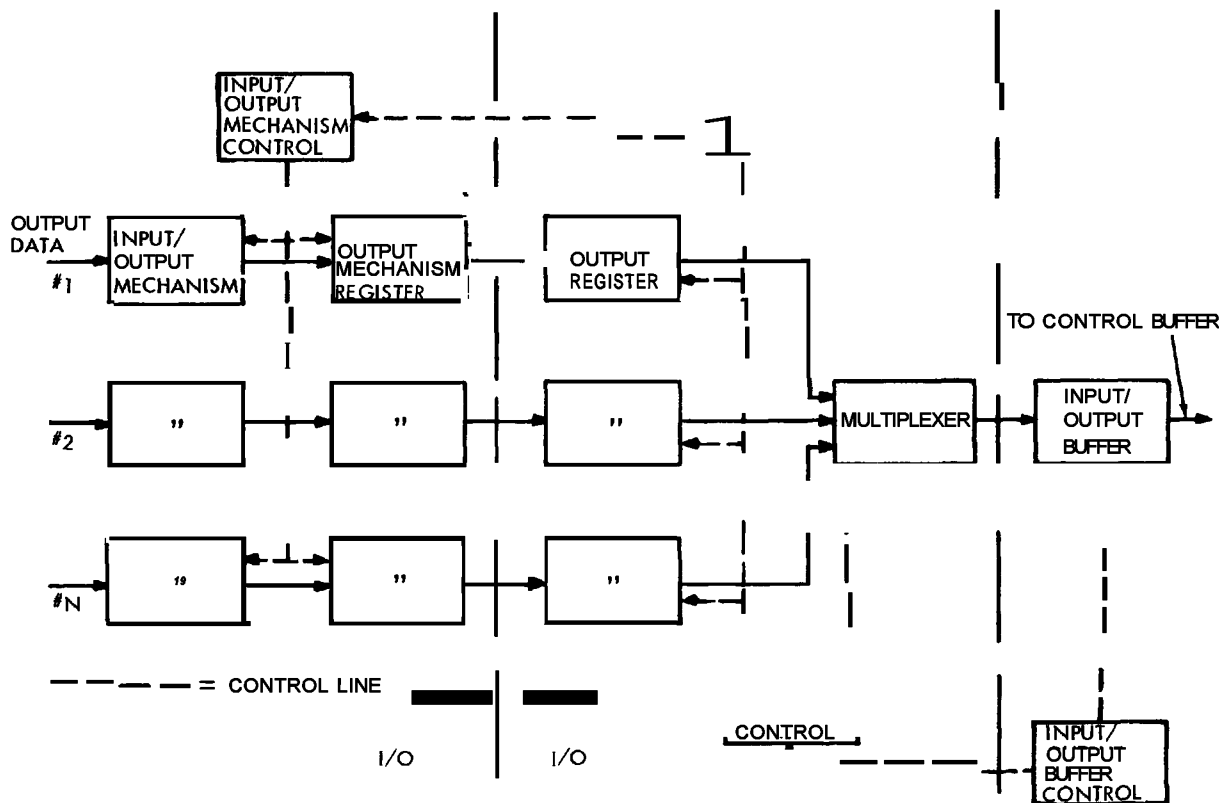 INPUT/
OUTPUT
MECHANISM
CONTROL
OUTPUT
DATA
#1
INPUT/
OUTPUT
MECHANISM
OUTPUT
MECHANISM
REGISTER
OUTPUT
REGISTER
TO CONTROL BUFFER
#2
"
"
"
MULTIPLEXER
INPUT/
OUTPUT
BUFFER
#N
"
"
"
= CONTROL LINE
I/O
I/O
CONTROL
INPUT/
OUTPUT
BUFFER
CONTROL